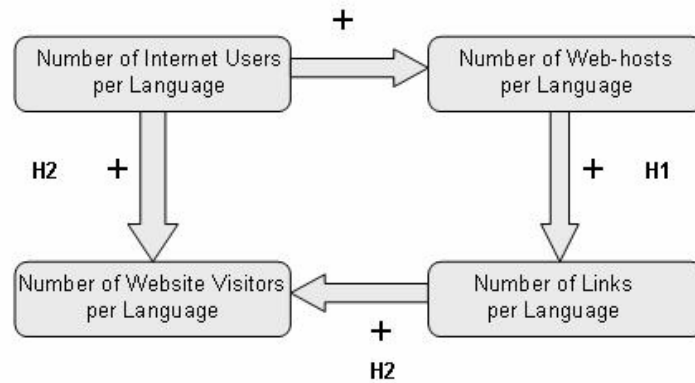 +
Number of Internet Users
per Language
Number of Web-hosts
per Language
H2 +
+ H1
Number of Website Visitors
per Language
Number of Links
per Language
+
H2